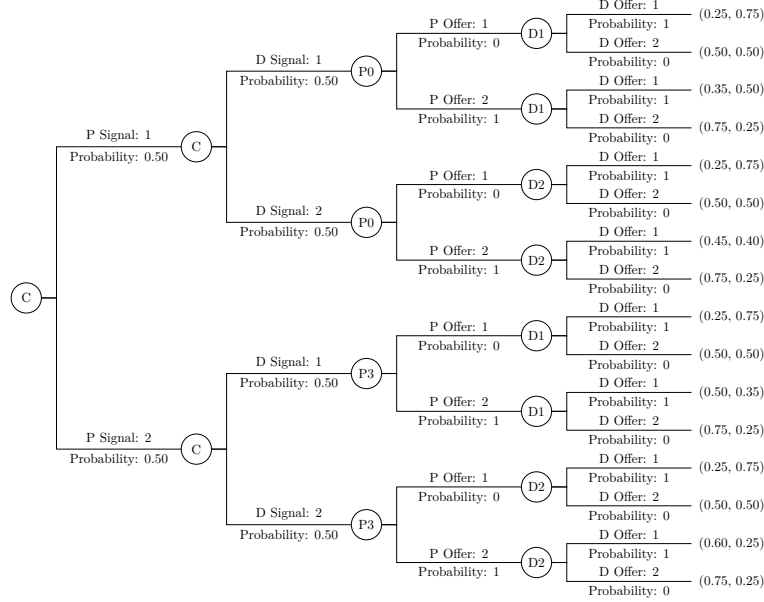 D Offer: 1
(0.25, 0.75)
P Offer: 1
Probability: 1
Probability: 0
D1
D Offer: 2
(0.50, 0.50)
D Signal: 1
Probability: 0
Probability: 0.50
P0
D Offer: 1
(0.35, 0.50)
P Offer: 2
Probability: 1
Probability: 1
D1
D Offer: 2
(0.75, 0.25)
P Signal: 1
Probability: 0
Probability: 0.50
C
D Offer: 1
(0.25, 0.75)
P Offer: 1
Probability: 1
Probability: 0
D2
D Offer: 2
(0.50, 0.50)
D Signal: 2
Probability: 0
Probability: 0.50
P0
D Offer: 1
(0.45, 0.40)
P Offer: 2
Probability: 1
Probability: 1
D2
D Offer: 2
(0.75, 0.25)
Probability: 0
C
D Offer: 1
(0.25, 0.75)
P Offer: 1
Probability: 1
Probability: 0
D1
D Offer: 2
(0.50, 0.50)
D Signal: 1
Probability: 0
Probability: 0.50
P3
D Offer: 1
(0.50, 0.35)
P Offer: 2
Probability: 1
Probability: 1
D1
D Offer: 2
(0.75, 0.25)
P Signal: 2
Probability: 0
Probability: 0.50
C
D Offer: 1
(0.25, 0.75)
P Offer: 1
Probability: 1
Probability: 0
D2
D Offer: 2
(0.50, 0.50)
D Signal: 2
Probability: 0
Probability: 0.50
P3
D Offer: 1
(0.60, 0.25)
P Offer: 2
Probability: 1
Probability: 1
D2
D Offer: 2
(0.75, 0.25)
Probability: 0